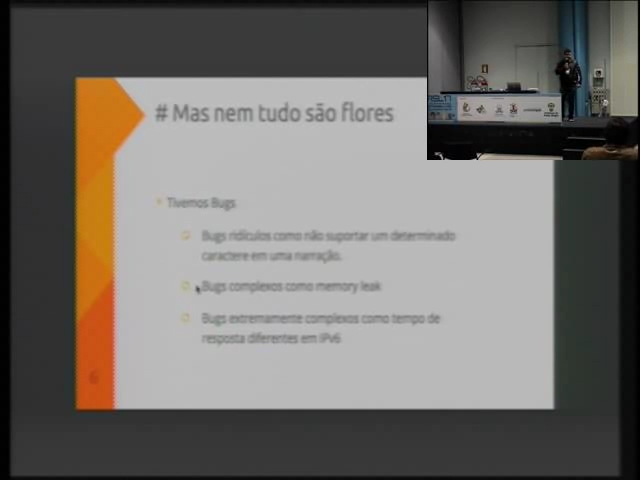 # Mas nem tudo são flores
Tivemos Bugs
Bugs ridículos como não suportar um determinado
caractere em uma narração.
Bugs complexos como memory leak
Bugs extremamente complexos como tempo de
resposta diferentes em IPv6